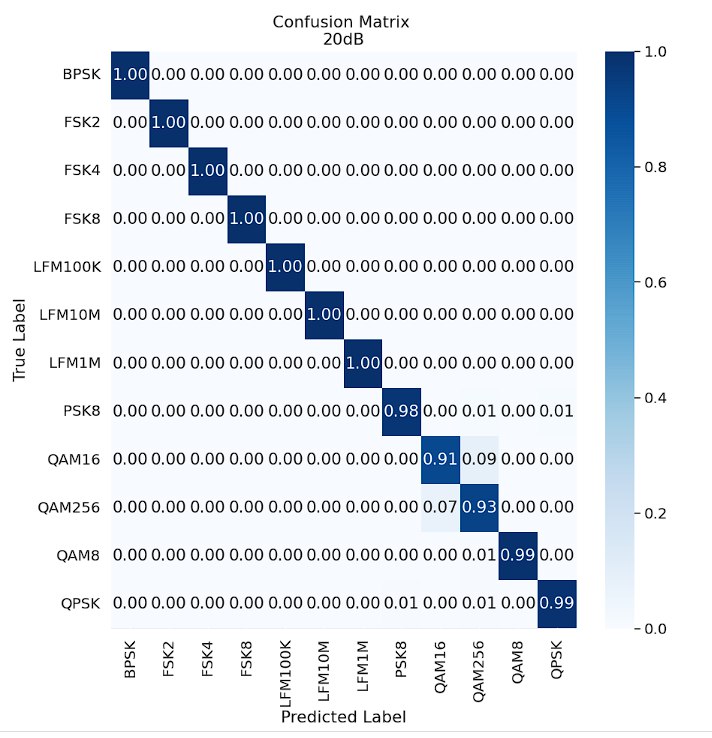 Confusion Matrix
20dB
BPSK 1.00 0.00 0.00 0.00 0.00 0.00 0.00 0.00 0.00 0.00 0.00 0.00
FSK2 0.00 1.00 0.00 0.00 0.00 0.00 0.00 0.00 0.00 0.00 0.00 0.00
FSK4 0.00 0.00 1.00 0.00 0.00 0.00 0.00 0.00 0.00 0.00 0.00 0.00
FSK8 0.00 0.00 0.00 1.00 0.00 0.00 0.00 0.00 0.00 0.00 0.00 0.00
LFM100K 0.00 0.00 0.00 0.00 1.00 0.00 0.00 0.00 0.00 0.00 0.00 0.00
LFM10M 0.00 0.00 0.00 0.00 0.00 1.00 0.00 0.00 0.00 0.00 0.00 0.00
LFM1M 0.00 0.00 0.00 0.00 0.00 0.00 1.00 0.00 0.00 0.00 0.00 0.00
PSK8 0.00 0.00 0.00 0.00 0.00 0.00 0.00 0.98 0.00 0.01 0.00 0.01
QAM16 0.00 0.00 0.00 0.00 0.00 0.00 0.00 0.00 0.91 0.09 0.00 0.00
QAM256 0.00 0.00 0.00 0.00 0.00 0.00 0.00 0.00 0.07 0.93 0.00 0.00
QAM8 0.00 0.00 0.00 0.00 0.00 0.00 0.00 0.00 0.00 0.01 0.99 0.00
QPSK 0.00 0.00 0.00 0.00 0.00 0.00 0.00 0.01 0.00 0.01 0.00 0.99
BPSK FSK2 FSK4 FSK8 LFM100K LFM10M LFM1M PSK8 QAM16 QAM256 QAM8 QPSK
Predicted Label
True Label
1.0
0.8
0.6
0.4
0.2
0.0